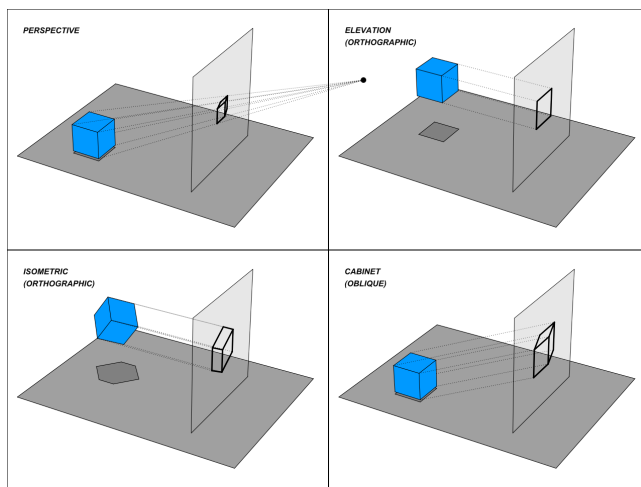 PERSPECTIVE
ELEVATION
(ORTHOGRAPHIC)
ISOMETRIC
(ORTHOGRAPHIC)
CABINET
(OBLIQUE)